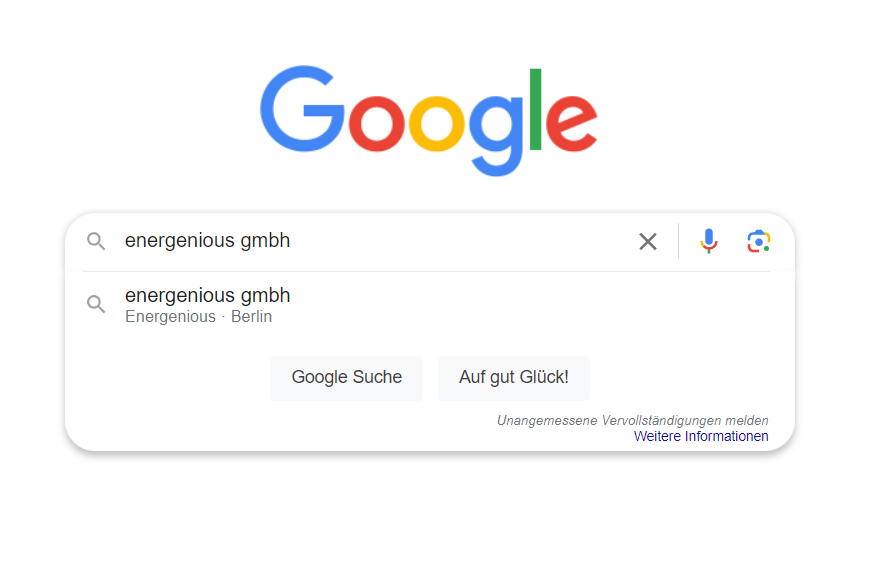 Google
energenious gmbh
energenious gmbh
Energenious · Berlin
Google Suche
Auf gut Glück!
Unangemessene Vervollständigungen melden
Weitere Informationen